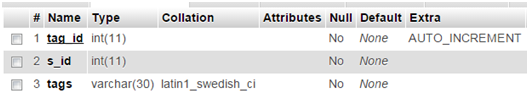 # Name Type Collation Attributes Null Default Extra
1 tag_id int(11) No None AUTO_INCREMENT
2 s_id int(11) No None
3 tags varchar(30) latin1_swedish_ci No None